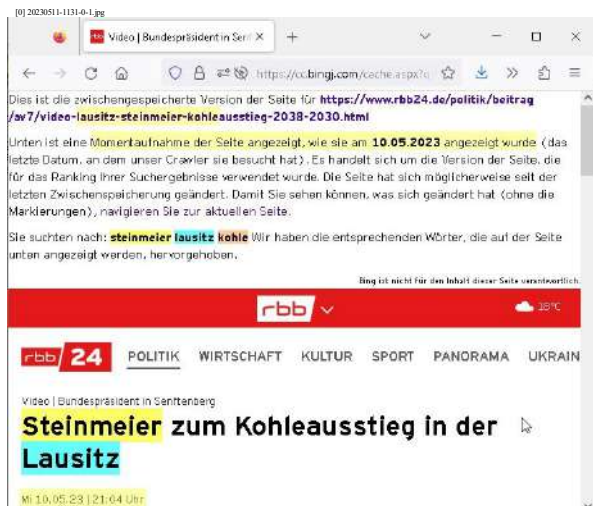 [0] 20230511-1131-0-1.jpg
rbb Video | Bundespräsident in Senf × +
https://cc.bingj.com/cache.aspx?q
Dies ist die zwischengespeicherte Version der Seite für https://www.rbb24.de/politik/beitrag
/av7/video-lausitz-steinmeier-kohleausstieg-2038-2030.html
Unten ist eine Momentaufnahme der Seite angezeigt, wie sie am 10.05.2023 angezeigt wurde (das
letzte Datum, an dem unser Crawler sie besucht hat). Es handelt sich um die Version der Seite, die
für das Ranking Ihrer Suchergebnisse verwendet wurde. Die Seite hat sich möglicherweise seit der
letzten Zwischenspeicherung geändert. Damit Sie sehen können, was sich geändert hat (ohne die
Markierungen), navigieren Sie zur aktuellen Seite.
Sie suchten nach: steinmeier lausitz kohle Wir haben die entsprechenden Wörter, die auf der Seite
unten angezeigt werden, hervorgehoben.
Bing ist nicht für den Inhalt dieser Seite verantwortlich.
rbb
rbb 24 POLITIK WIRTSCHAFT KULTUR SPORT PANORAMA UKRAIN
Video | Bundespräsident in Senftenberg
Steinmeier zum Kohleausstieg in der
Lausitz
Mi 10.05.23 | 21:04 Uhr